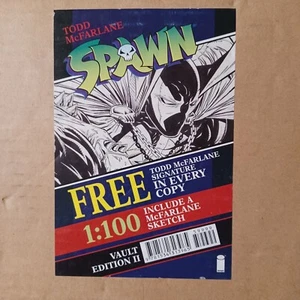 TODD
McFARLANE
SPAWN
FREE
TODD McFARLANE
SIGNATURE
IN EVERY
COPY
1:100
INCLUDE A
McFARLANE
SKETCH
VAULT
EDITION II